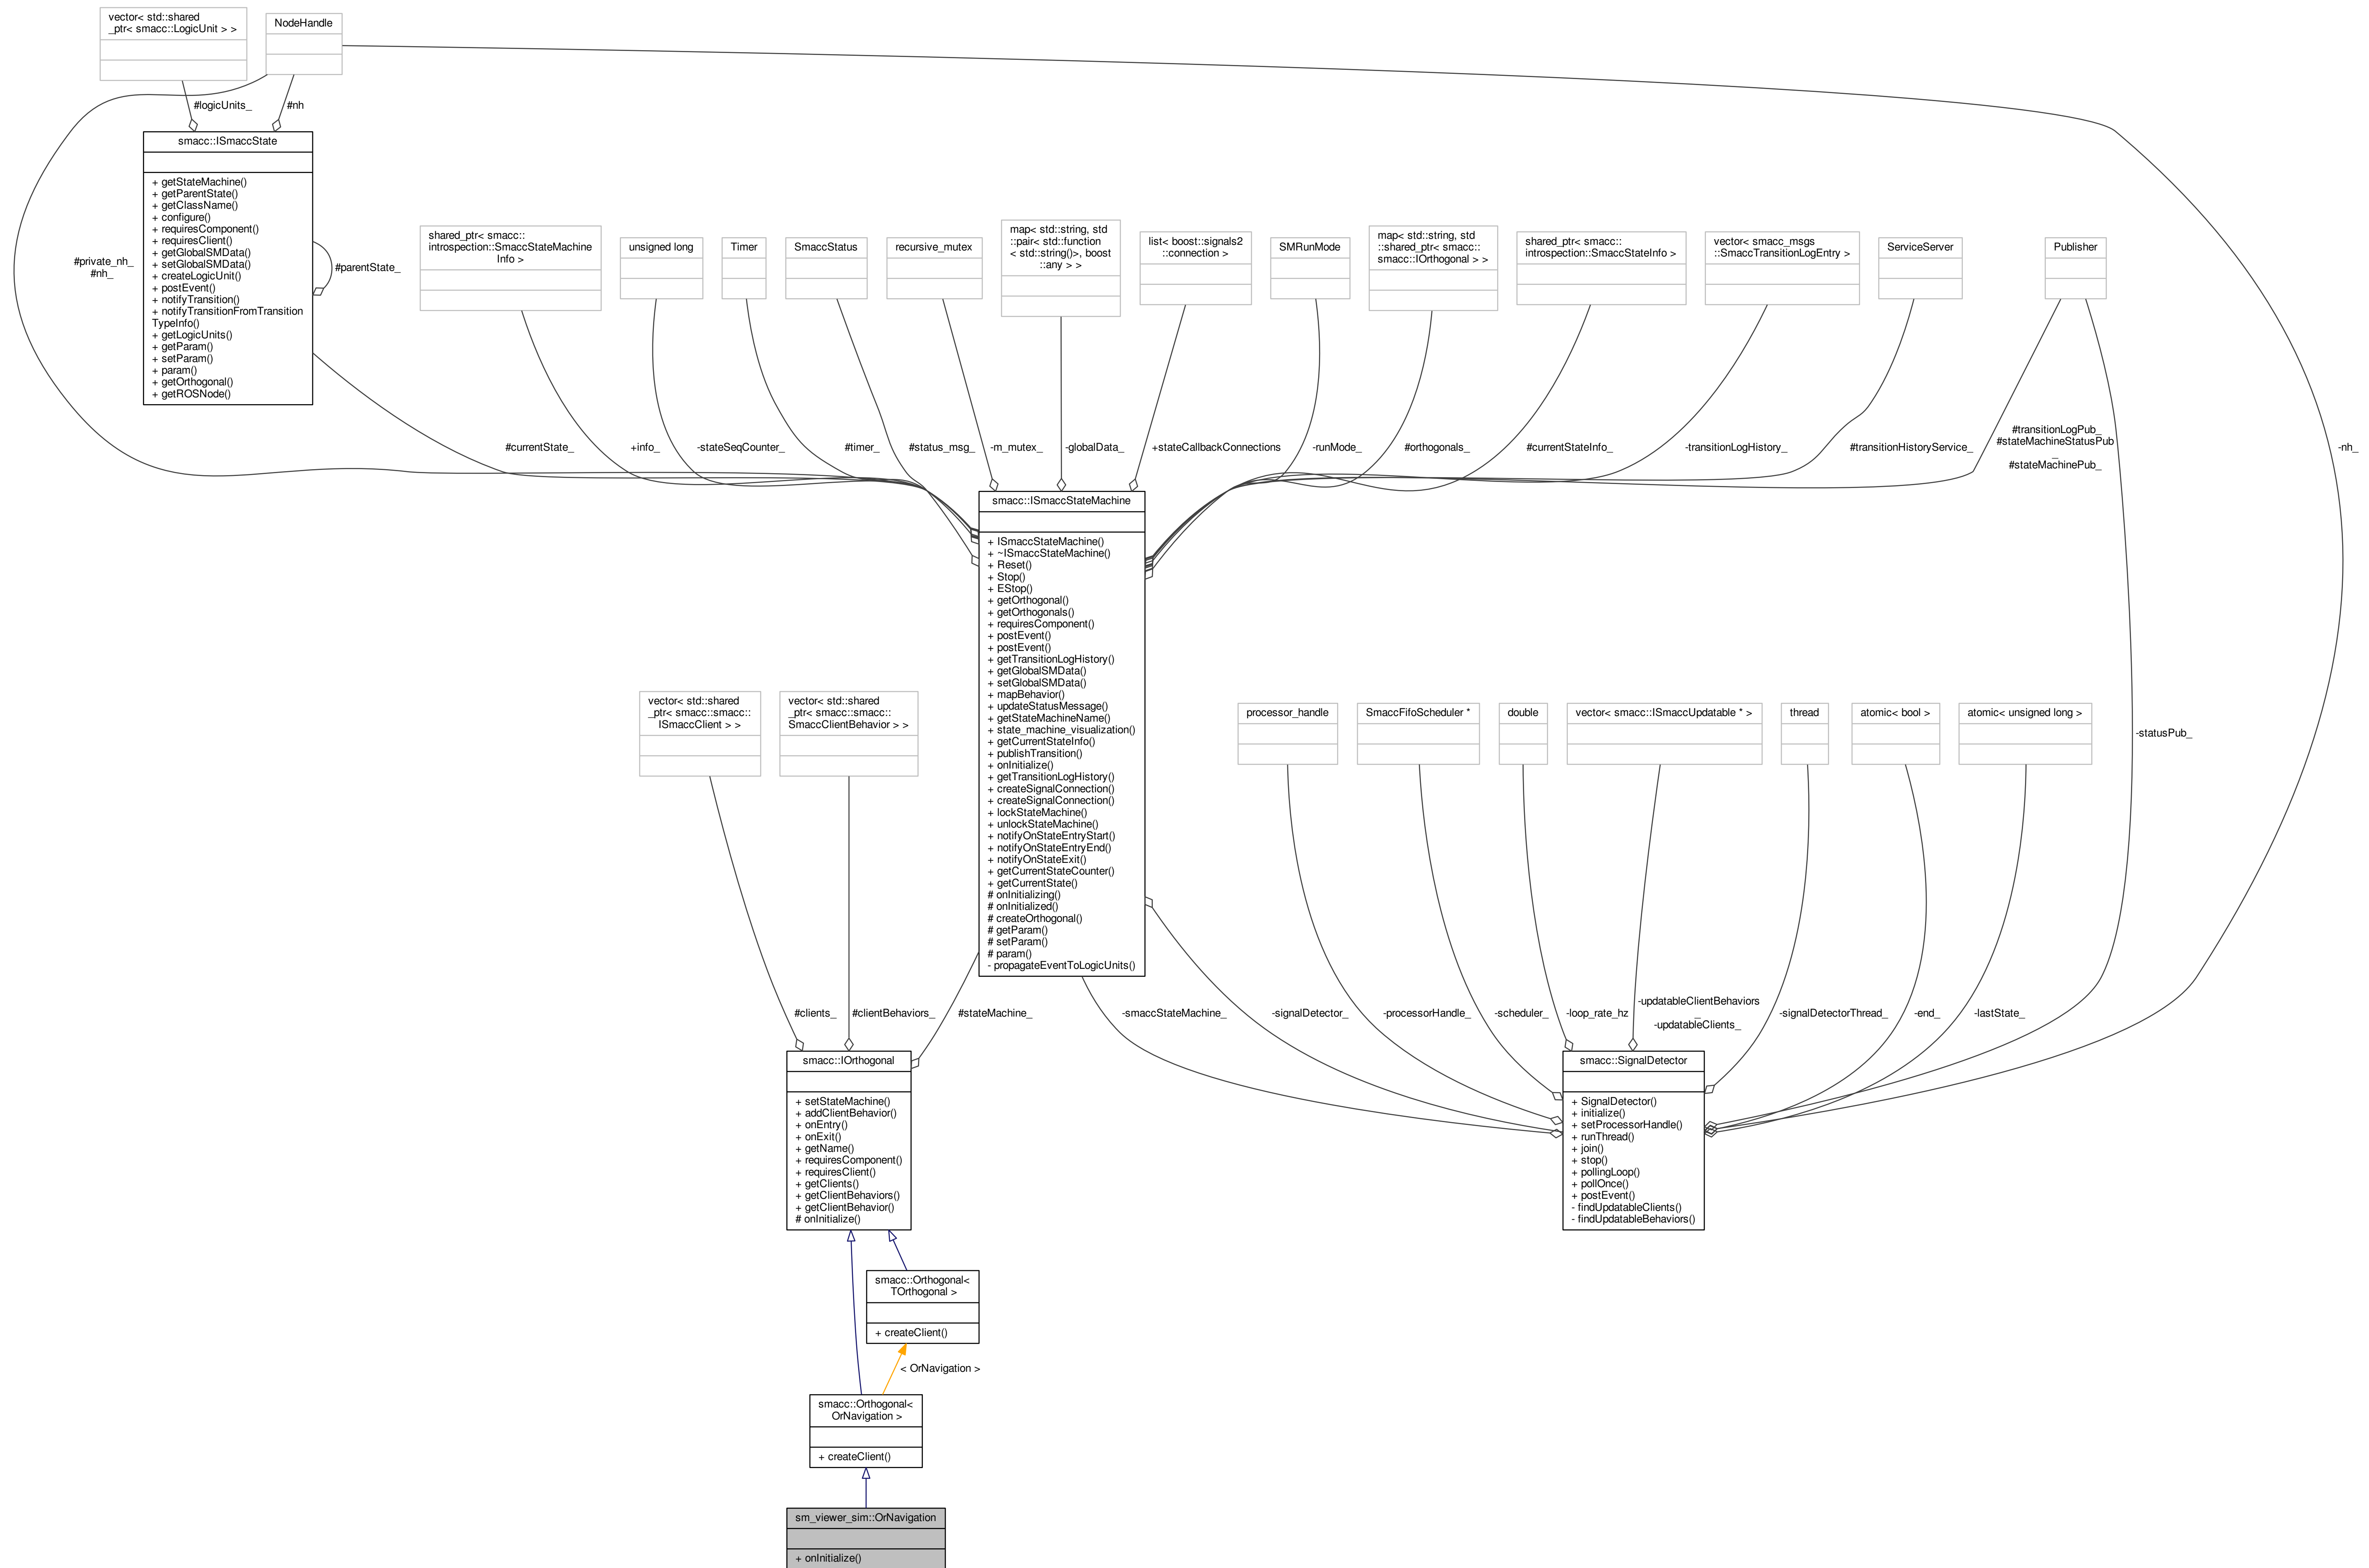 vector< std::shared
_ptr< smacc::LogicUnit > >
NodeHandle
#logicUnits_
#nh
smacc::ISmaccState
+ getStateMachine()
+ getParentState()
+ getClassName()
+ configure()
+ requiresComponent()
+ requiresClient()
+ getGlobalSMData()
+ setGlobalSMData()
+ createLogicUnit()
+ postEvent()
+ notifyTransition()
+ notifyTransitionFromTransition
TypeInfo()
+ getLogicUnits()
+ getParam()
+ setParam()
+ param()
+ getOrthogonal()
+ getROSNode()
#private_nh_
#nh_
#parentState_
shared_ptr< smacc::
introspection::SmaccStateMachine
Info >
unsigned long
Timer
SmaccStatus
recursive_mutex
map< std::string, std
::pair< std::function
< std::string()>, boost
::any > >
list< boost::signals2
::connection >
SMRunMode
map< std::string, std
::shared_ptr< smacc::
smacc::IOrthogonal > >
shared_ptr< smacc::
introspection::SmaccStateInfo >
vector< smacc_msgs
::SmaccTransitionLogEntry >
ServiceServer
Publisher
#currentState_
+info_
-stateSeqCounter_
#timer_
#status_msg_
-m_mutex_
-globalData_
+stateCallbackConnections
-runMode_
#orthogonals_
#currentStateInfo_
-transitionLogHistory_
#transitionHistoryService_
#transitionLogPub_
#stateMachineStatusPub
_
#stateMachinePub_
-nh_
smacc::ISmaccStateMachine
+ ISmaccStateMachine()
+ ~ISmaccStateMachine()
+ Reset()
+ Stop()
+ EStop()
+ getOrthogonal()
+ getOrthogonals()
+ requiresComponent()
+ postEvent()
+ postEvent()
+ getTransitionLogHistory()
+ getGlobalSMData()
+ setGlobalSMData()
+ mapBehavior()
+ updateStatusMessage()
+ getStateMachineName()
+ state_machine_visualization()
+ getCurrentStateInfo()
+ publishTransition()
+ onInitialize()
+ getTransitionLogHistory()
+ createSignalConnection()
+ createSignalConnection()
+ lockStateMachine()
+ unlockStateMachine()
+ notifyOnStateEntryStart()
+ notifyOnStateEntryEnd()
+ notifyOnStateExit()
+ getCurrentStateCounter()
+ getCurrentState()
# onInitializing()
# onInitialized()
# createOrthogonal()
# getParam()
# setParam()
# param()
- propagateEventToLogicUnits()
vector< std::shared
_ptr< smacc::smacc::
ISmaccClient > >
vector< std::shared
_ptr< smacc::smacc::
SmaccClientBehavior > >
processor_handle
SmaccFifoScheduler *
double
vector< smacc::ISmaccUpdatable * >
thread
atomic< bool >
atomic< unsigned long >
-statusPub_
#clients_
#clientBehaviors_
#stateMachine_
-smaccStateMachine_
-signalDetector_
-processorHandle_
-scheduler_
-loop_rate_hz
-updatableClientBehaviors
_
-updatableClients_
-signalDetectorThread_
-end_
-lastState_
smacc::IOrthogonal
+ setStateMachine()
+ addClientBehavior()
+ onEntry()
+ onExit()
+ getName()
+ requiresComponent()
+ requiresClient()
+ getClients()
+ getClientBehaviors()
+ getClientBehavior()
# onInitialize()
smacc::SignalDetector
+ SignalDetector()
+ initialize()
+ setProcessorHandle()
+ runThread()
+ join()
+ stop()
+ pollingLoop()
+ pollOnce()
+ postEvent()
- findUpdatableClients()
- findUpdatableBehaviors()
smacc::Orthogonal<
TOrthogonal >
+ createClient()
< OrNavigation >
smacc::Orthogonal<
OrNavigation >
+ createClient()
sm_viewer_sim::OrNavigation
+ onInitialize()